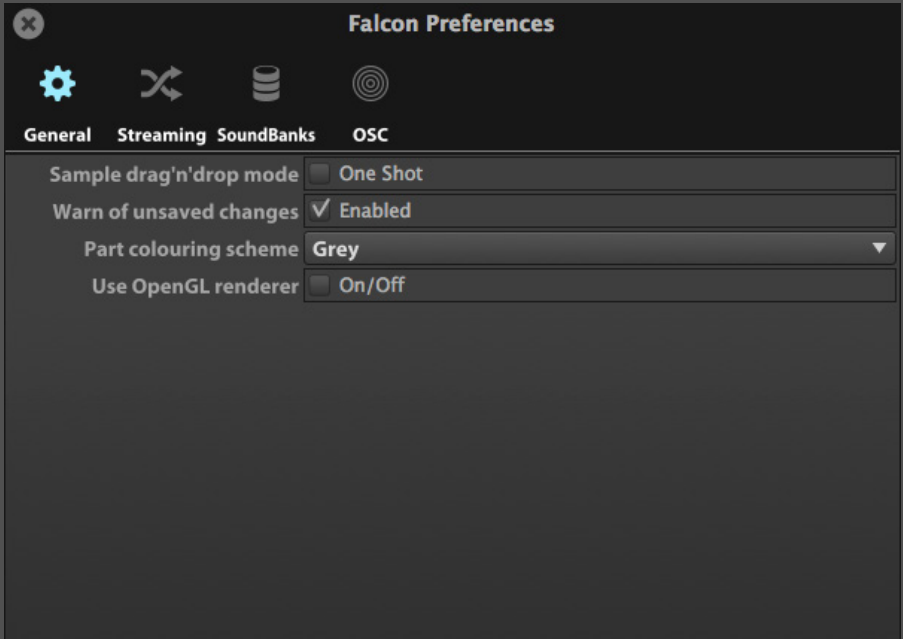 Falcon Preferences
General Streaming SoundBanks OSC
Sample drag'n'drop mode One Shot
Warn of unsaved changes Enabled
Part colouring scheme Grey
Use OpenGL renderer On/Off